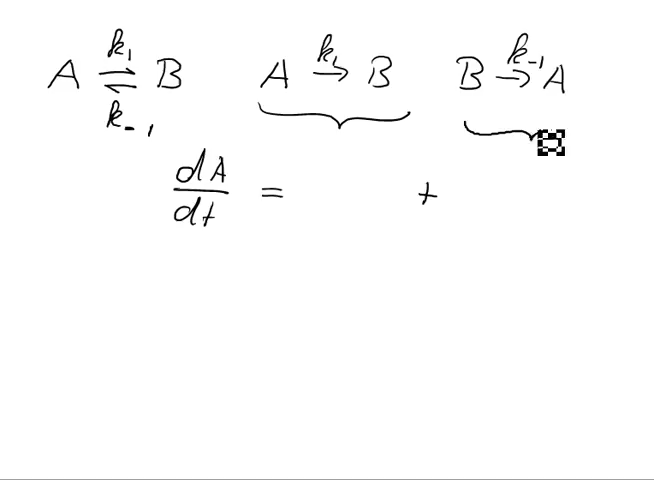 A ⇌ B k₁ k₋₁ A →k₁ B B →k₋₁ A
dA/dt = +